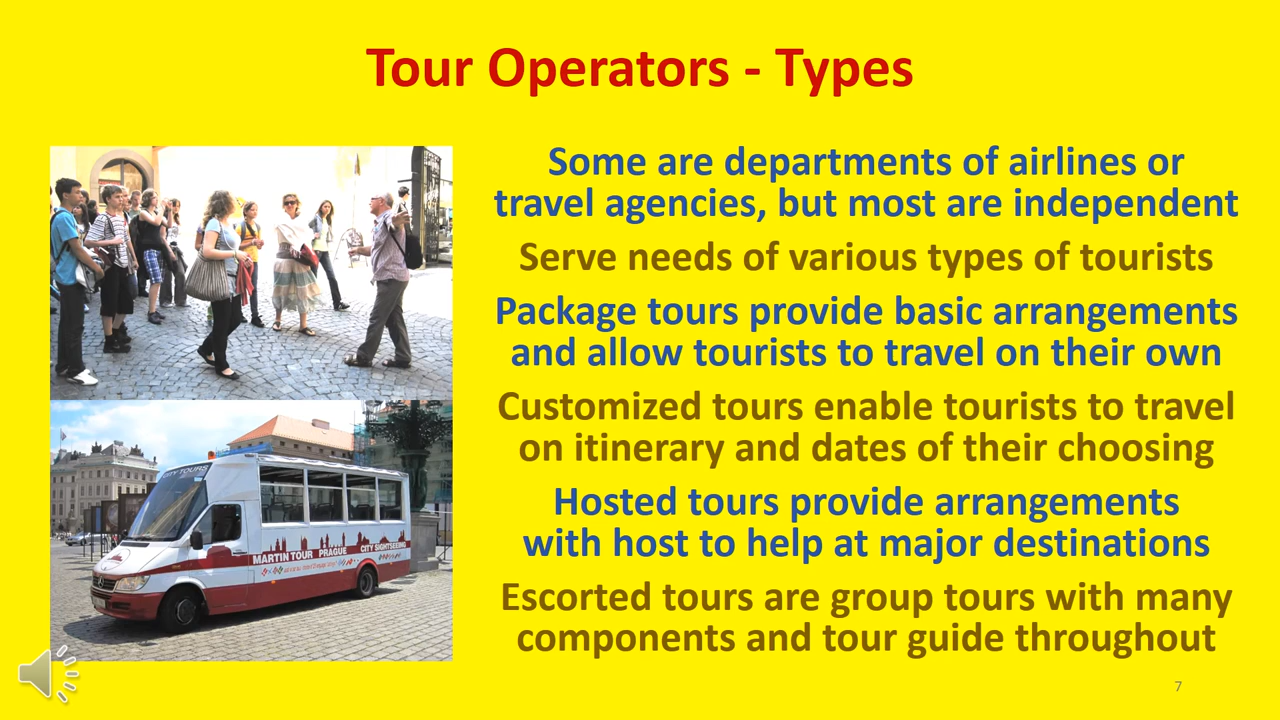 Tour Operators - Types
Some are departments of airlines or
travel agencies, but most are independent
Serve needs of various types of tourists
Package tours provide basic arrangements
and allow tourists to travel on their own
Customized tours enable tourists to travel
on itinerary and dates of their choosing
Hosted tours provide arrangements
with host to help at major destinations
Escorted tours are group tours with many
components and tour guide throughout
CITY TOURS
MARTIN TOUR PRAGUE CITY SIGHTSEEING
7